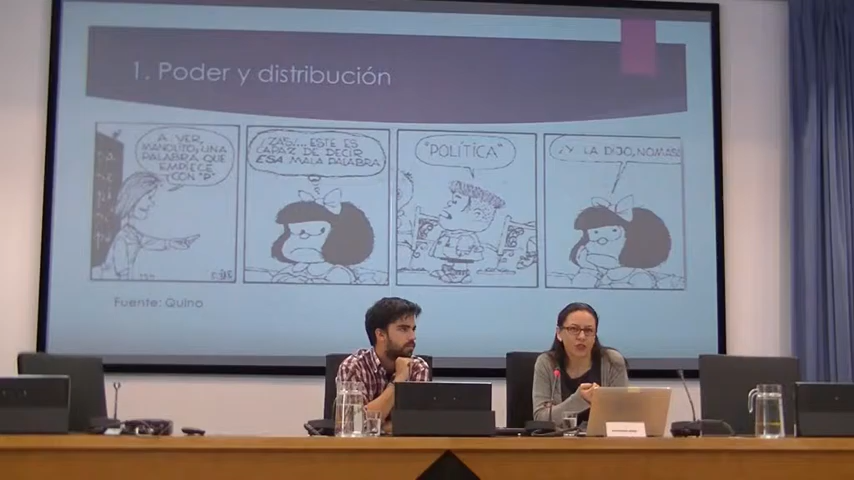 1. Poder y distribución
A VER,
MANOLITO, UNA
PALABRA QUE
EMPIECE
CON "P"
¡ZAS!... ESTE ES
CAPAZ DE DECIR
ESA MALA PALABRA
"POLÍTICA"
¿Y LA DIJO, NOMÁS!
Fuente: Quino